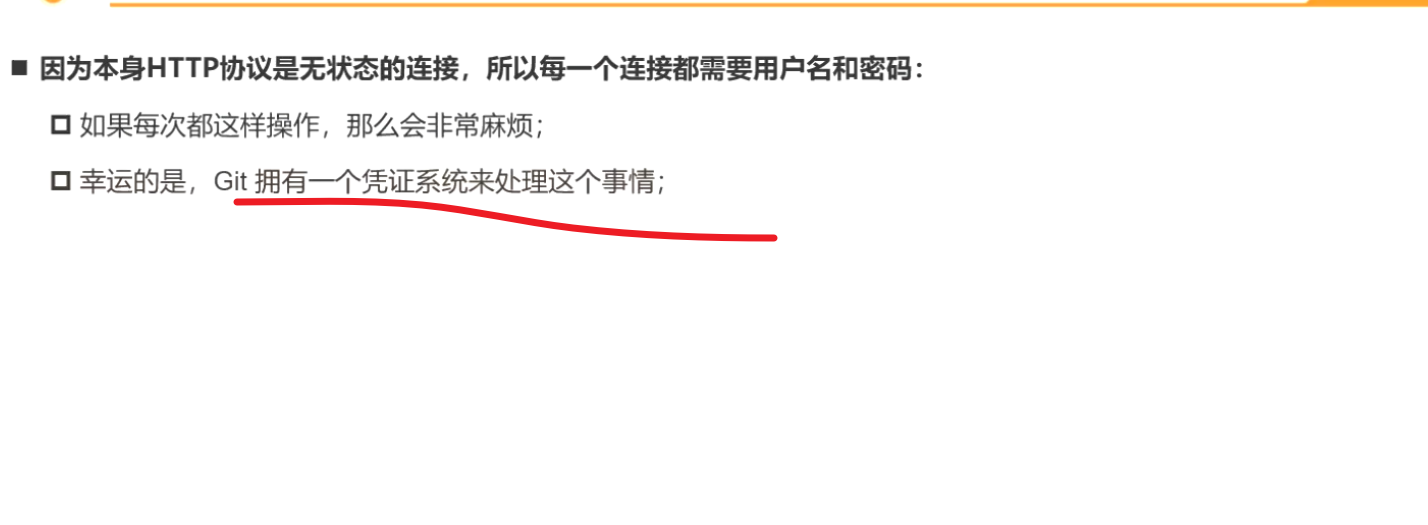 因为本身HTTP协议是无状态的连接，所以每一个连接都需要用户名和密码：
如果每次都这样操作，那么会非常麻烦；
幸运的是，Git 拥有一个凭证系统来处理这个事情；